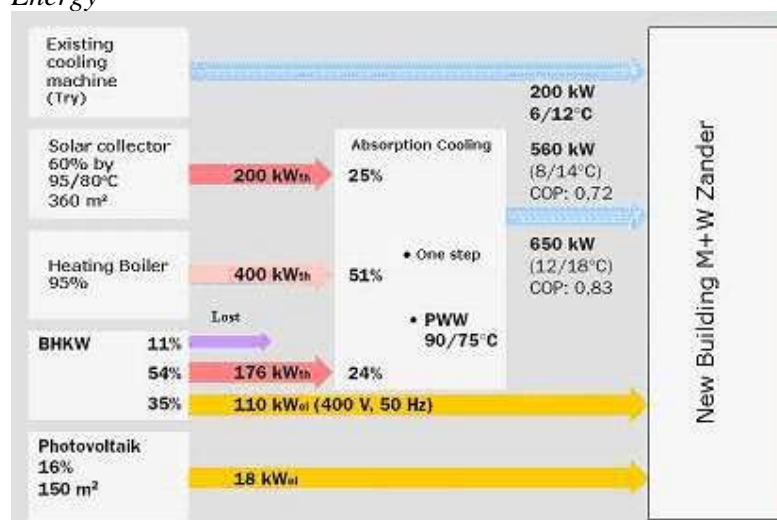 Energy
Existing
cooling
machine
(Try)
200 kW
6/12°C
Solar collector
60% by
95/80°C
360 m²
200 kWth
Absorption Cooling
25%
560 kW
(8/14°C)
COP: 0,72
Heating Boiler
95%
400 kWth
51%
• One step
650 kW
(12/18°C)
COP: 0,83
• PWW
90/75°C
Lost
BHKW 11%
54%
176 kWth
24%
35%
110 kWel (400 V, 50 Hz)
Photovoltaik
16%
150 m²
18 kWel
New Building M+W Zander